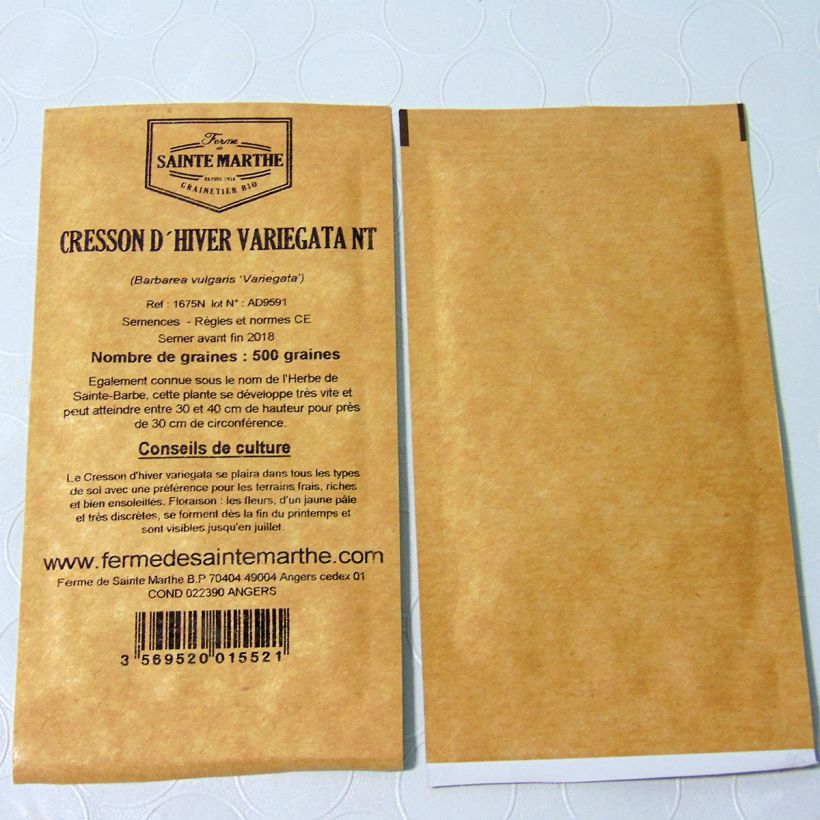 Ferme
de
SAINTE MARTHE
DEPUIS 1974
GRAINETIER BIO
CRESSON D´HIVER VARIEGATA NT
(Barbarea vulgaris 'Variegata')
Ref : 1675N lot N° : AD9591
Semences - Règles et normes CE
Semer avant fin 2018
Nombre de graines : 500 graines
Egalement connue sous le nom de l'Herbe de
Sainte-Barbe, cette plante se développe très vite et
peut atteindre entre 30 et 40 cm de hauteur pour près
de 30 cm de circonférence.
Conseils de culture
Le Cresson d'hiver variegata se plaira dans tous les types
de sol avec une préférence pour les terrains frais, riches
et bien ensoleillés. Floraison : les fleurs, d'un jaune pâle
et très discrètes, se forment dès la fin du printemps et
sont visibles jusqu'en juillet.
www.fermedesaintemarthe.com
Ferme de Sainte Marthe B.P 70404 49004 Angers cedex 01
COND 022390 ANGERS
3 569520 015521